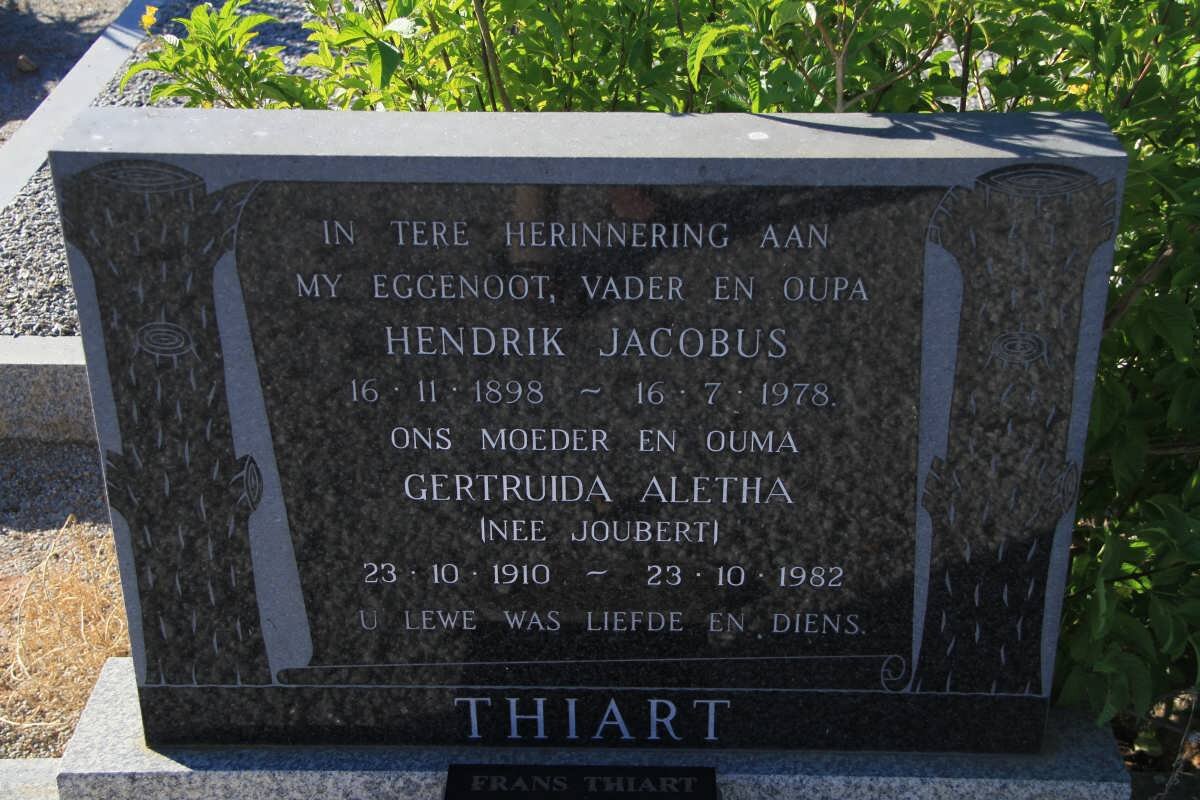 IN TERE HERINNERING AAN
MY EGGENOOT, VADER EN OUPA
HENDRIK JACOBUS
16 · 11 · 1898 ~ 16 · 7 · 1978.
ONS MOEDER EN OUMA
GERTRUIDA ALETHA
(NEE JOUBERT)
23 · 10 · 1910 ~ 23 · 10 · 1982
U LEWE WAS LIEFDE EN DIENS.
THIART
FRANS THIART